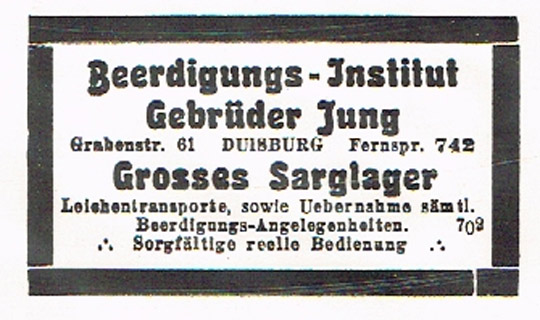 Beerdigungs-Institut
Gebrüder Jung
Grabenstr. 61 DUISBURG Fernspr. 742
Grosses Sarglager
Leichentransporte, sowie Uebernahme sämtl.
Beerdigungs-Angelegenheiten. 709
∴ Sorgfältige reelle Bedienung ∴